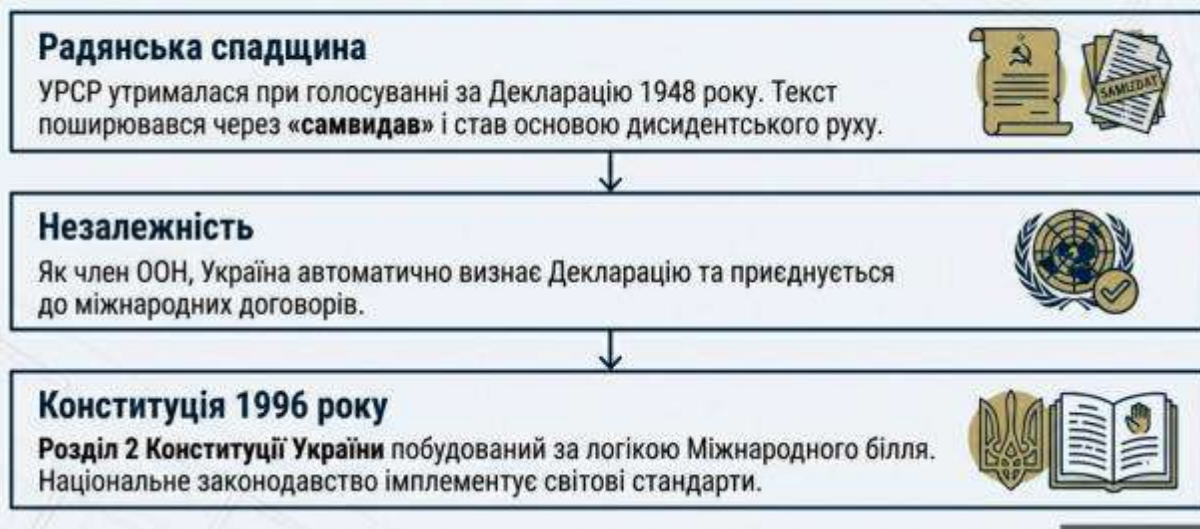 Радянська спадщина
УРСР утрималася при голосуванні за Декларацію 1948 року. Текст
поширювався через «самвидав» і став основою дисидентського руху.
SAMIZDAT
Незалежність
Як член ООН, Україна автоматично визнає Декларацію та приєднується
до міжнародних договорів.
Конституція 1996 року
Розділ 2 Конституції України побудований за логікою Міжнародного білля.
Національне законодавство імплементує світові стандарти.